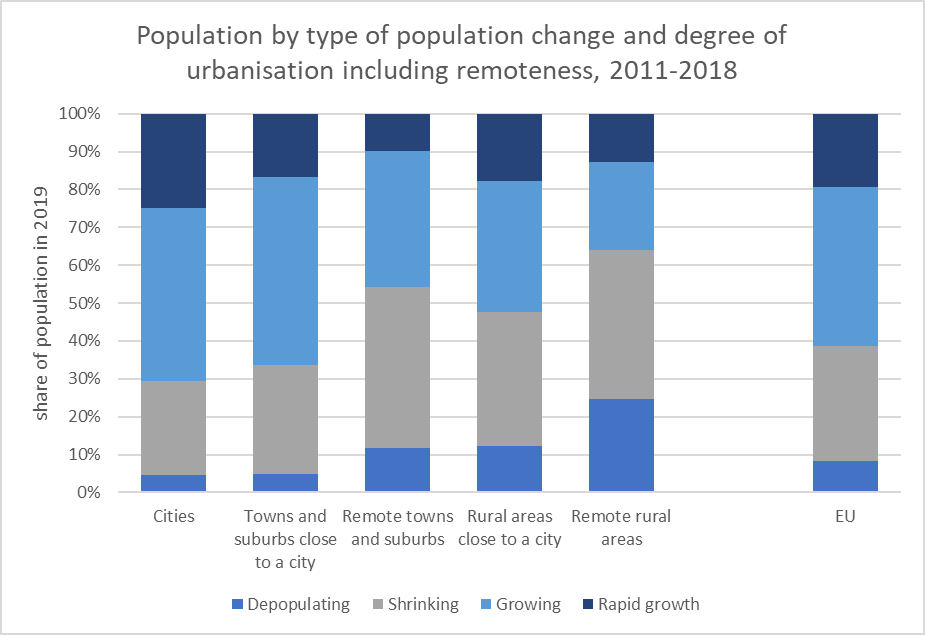 Population by type of population change and degree of
urbanisation including remoteness, 2011-2018
share of population in 2019
100%
90%
80%
70%
60%
50%
40%
30%
20%
10%
0%
Cities
Towns and
suburbs close
to a city
Remote towns
and suburbs
Rural areas
close to a city
Remote rural
areas
EU
Depopulating
Shrinking
Growing
Rapid growth